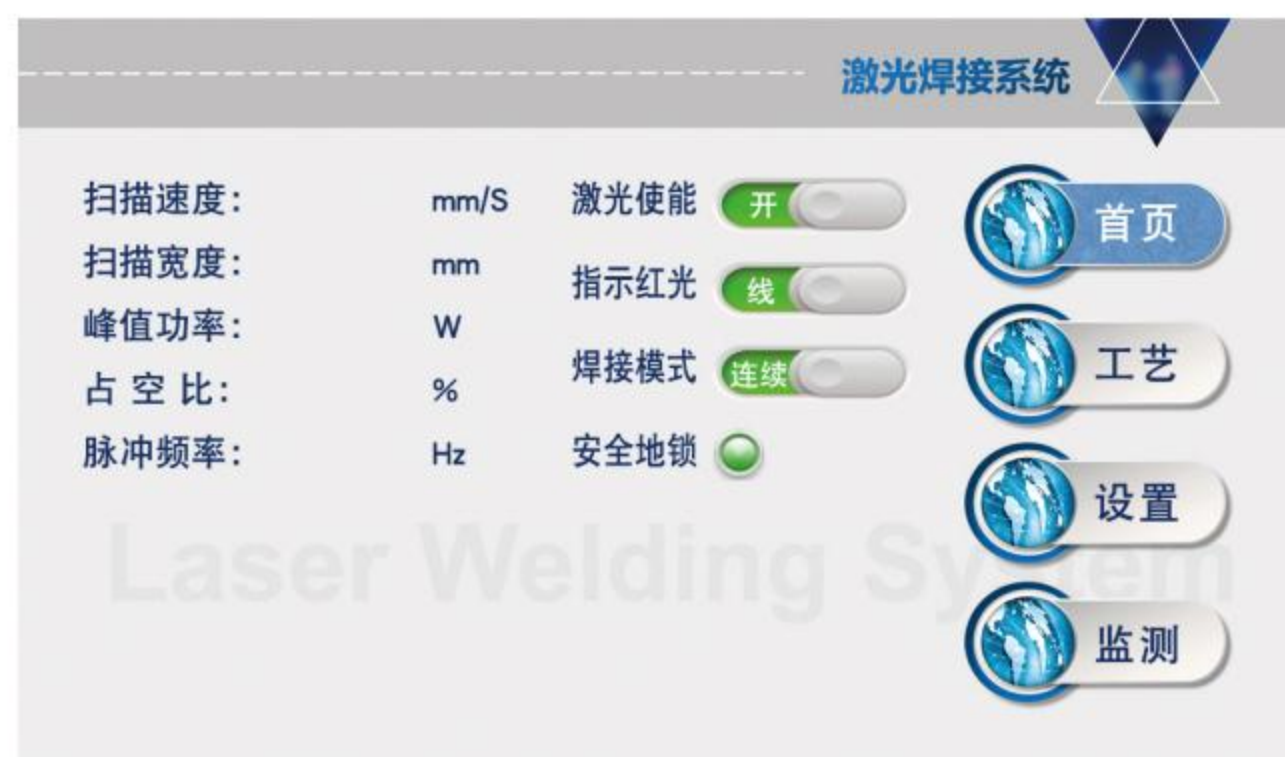 激光焊接系统
扫描速度： mm/S
扫描宽度： mm
峰值功率： W
占空比： %
脉冲频率： Hz
激光使能 开
指示红光 线
焊接模式 连续
安全地锁
首页
工艺
设置
监测
Laser Welding System